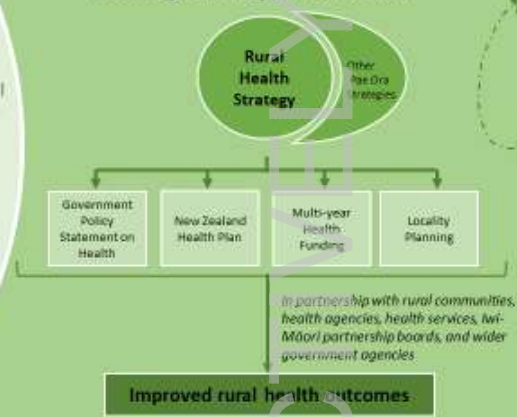 Rural
Health
Strategy
Other
Pae Ora
Strategies
Government
Policy
Statement on
Health
New Zealand
Health Plan
Multi-year
Health
Funding
Locality
Planning
In partnership with rural communities,
health agencies, health services, Iwi-
Māori partnership boards, and wider
government agencies
Improved rural health outcomes